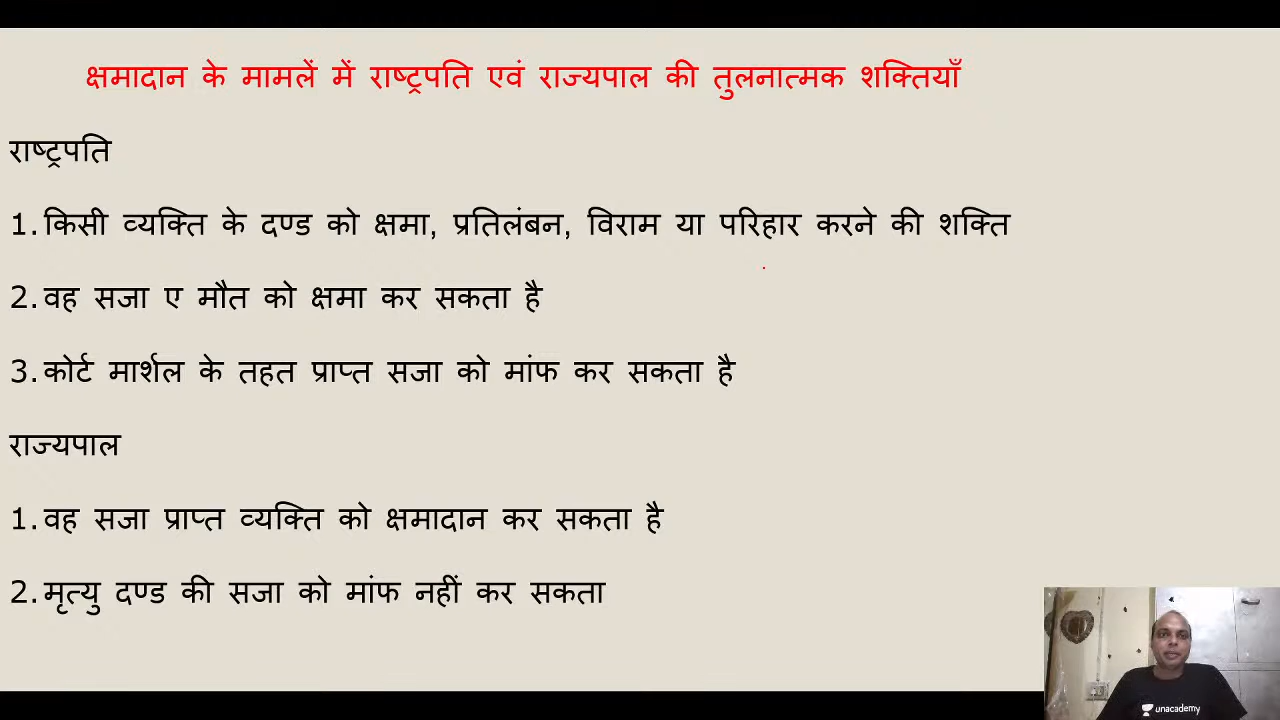 क्षमादान के मामलें में राष्ट्रपति एवं राज्यपाल की तुलनात्मक शक्तियाँ
राष्ट्रपति
1. किसी व्यक्ति के दण्ड को क्षमा, प्रतिलंबन, विराम या परिहार करने की शक्ति
2. वह सजा ए मौत को क्षमा कर सकता है
3. कोर्ट मार्शल के तहत प्राप्त सजा को मांफ कर सकता है
राज्यपाल
1. वह सजा प्राप्त व्यक्ति को क्षमादान कर सकता है
2. मृत्यु दण्ड की सजा को मांफ नहीं कर सकता
unacademy